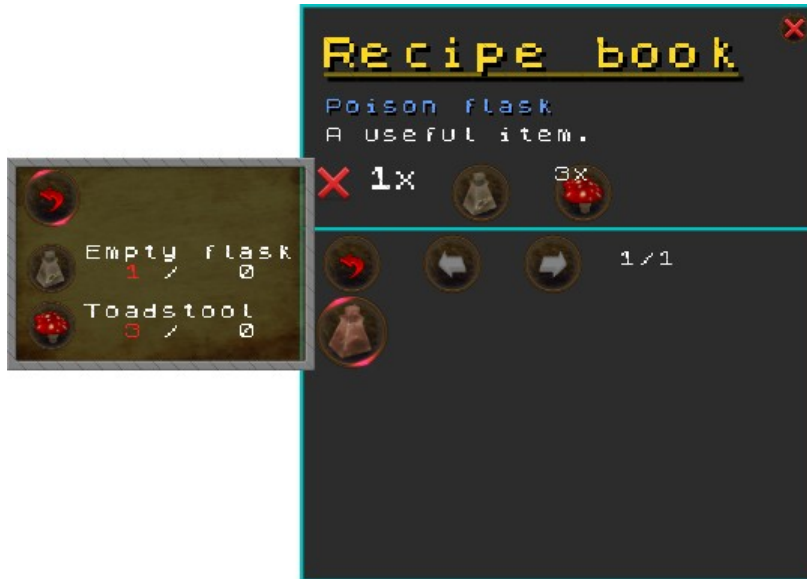 Recipe book
Poison flask
A useful item.
1x 3x
Empty flask
1 / 0
Toadstool
3 / 0
1/1